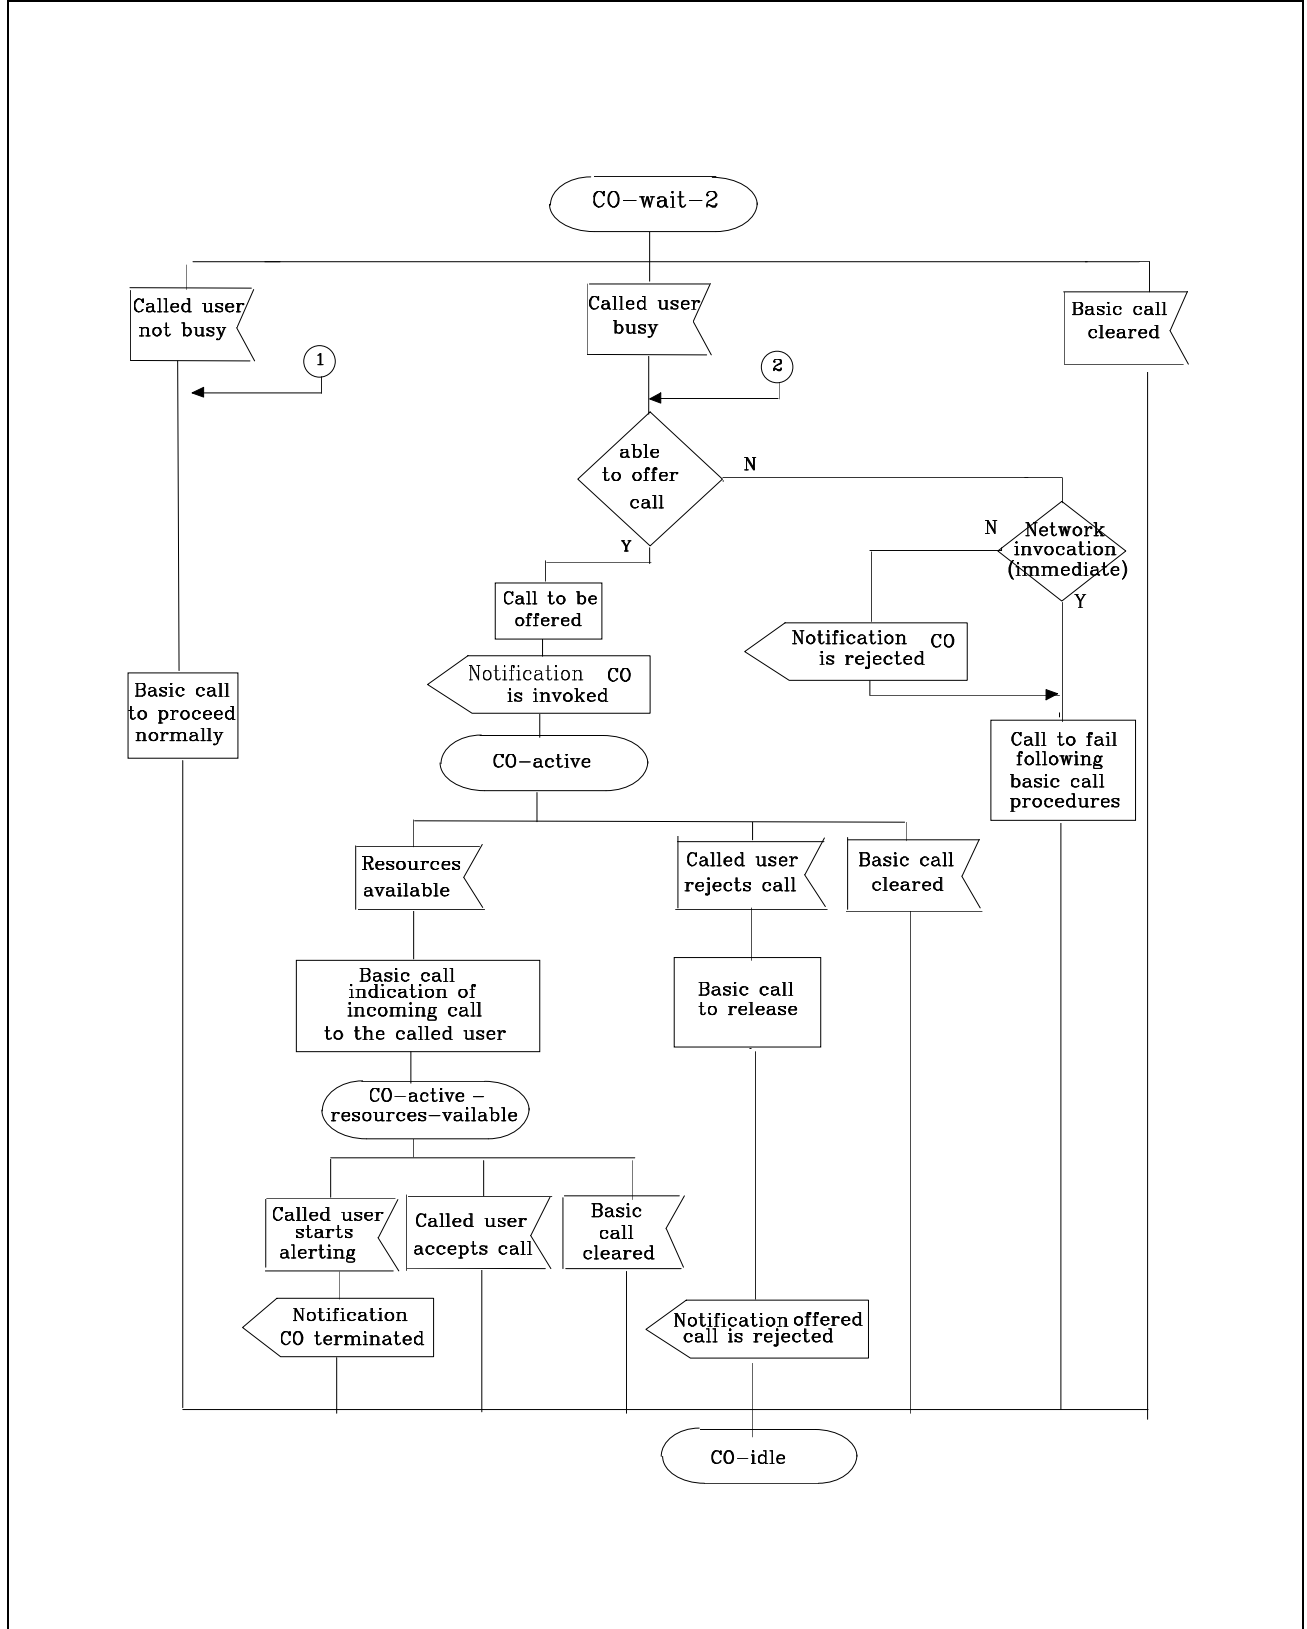 CO-wait-2
Called user
not busy
Called user
busy
Basic call
cleared
1
2
able
to offer
call
N
Y
N
Network
invocation
(immediate)
Y
Call to be
offered
Notification CO
is rejected
Notification CO
is invoked
Basic call
to proceed
normally
CO-active
Call to fail
following
basic call
procedures
Resources
available
Called user
rejects call
Basic call
cleared
Basic call
indication of
incoming call
to the called user
Basic call
to release
CO-active-
resources-vailable
Called user
starts
alerting
Called user
accepts call
Basic
call
cleared
Notification
CO terminated
Notification offered
call is rejected
CO-idle